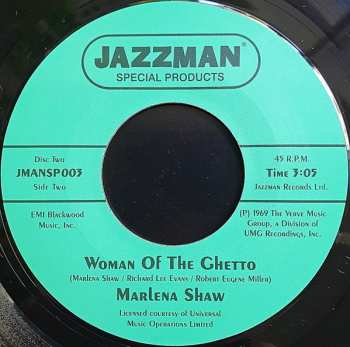 JAZZMAN®
SPECIAL PRODUCTS
Disc Two
JMANSP003
Side Two
45 R.P.M.
Time 3:05
Jazzman Records Ltd.
EMI Blackwood
Music, Inc.
(P) 1969 The Verve Music
Group, a Division of
UMG Recordings, Inc.
Woman Of The Ghetto
(Marlena Shaw / Richard Lee Evans / Robert Eugene Miller)
Marlena Shaw
Licensed courtesy of Universal
Music Operations Limited